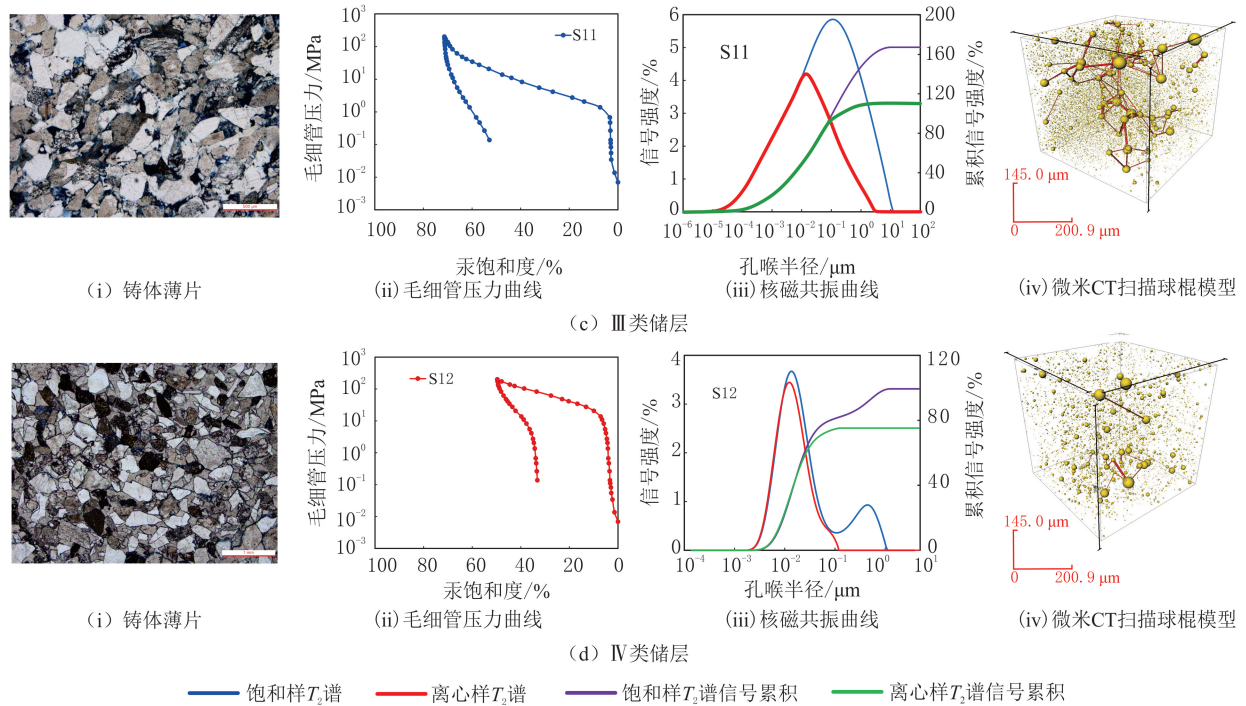 500 μm
毛细管压力/MPa
10³
10²
10¹
10⁰
10⁻¹
10⁻²
10⁻³
S11
100 80 60 40 20 0
汞饱和度/%
信号强度/%
6
5
4
3
2
1
0
S11
200
160
120
80
40
0
累积信号强度/%
10⁻⁶ 10⁻⁵ 10⁻⁴ 10⁻³ 10⁻² 10⁻¹ 10⁰ 10¹ 10²
孔喉半径/μm
145.0 μm
0 200.9 μm
(i) 铸体薄片
(ii)毛细管压力曲线
(iii)核磁共振曲线
(iv)微米CT扫描球棍模型
(c) Ⅲ类储层
1 mm
毛细管压力/MPa
10³
10²
10¹
10⁰
10⁻¹
10⁻²
10⁻³
S12
100 80 60 40 20 0
汞饱和度/%
信号强度/%
4
3
2
1
0
S12
120
80
40
0
累积信号强度/%
10⁻⁴ 10⁻³ 10⁻² 10⁻¹ 10⁰ 10¹
孔喉半径/μm
145.0 μm
0 200.9 μm
(i) 铸体薄片
(ii)毛细管压力曲线
(iii)核磁共振曲线
(iv)微米CT扫描球棍模型
(d) Ⅳ类储层
饱和样T₂谱 离心样T₂谱 饱和样T₂谱信号累积 离心样T₂谱信号累积